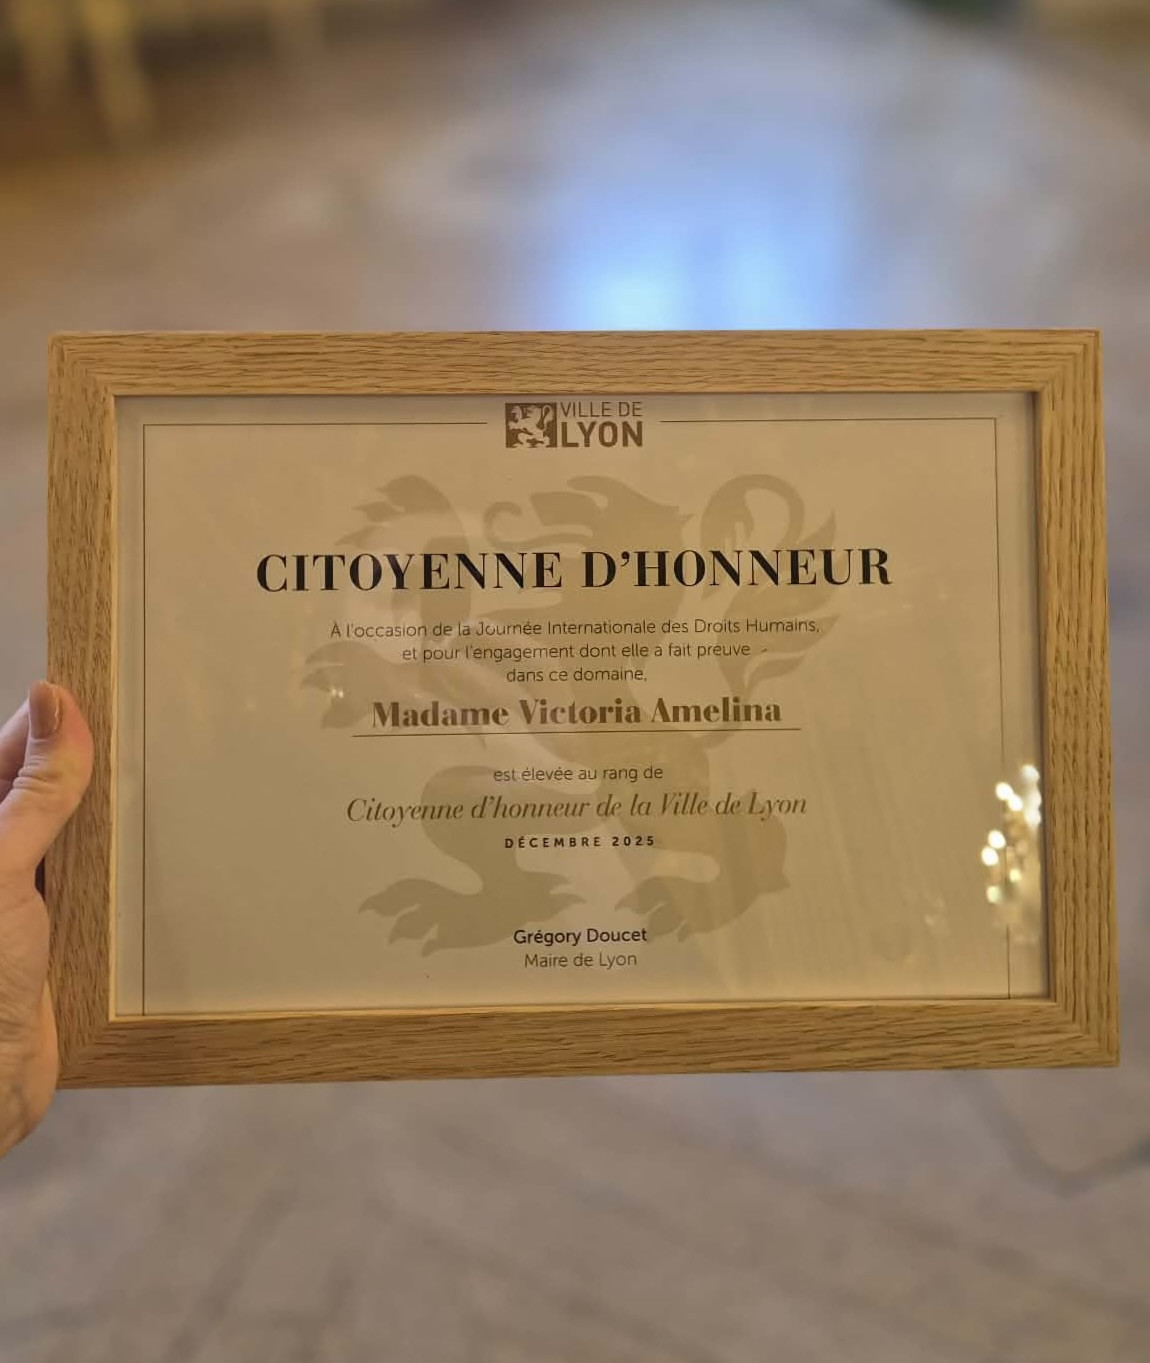 VILLE DE
LYON
CITOYENNE D'HONNEUR
À l'occasion de la Journée Internationale des Droits Humains,
et pour l'engagement dont elle a fait preuve
dans ce domaine,
Madame Victoria Amelina
est élevée au rang de
Citoyenne d'honneur de la Ville de Lyon
DÉCEMBRE 2025
Grégory Doucet
Maire de Lyon